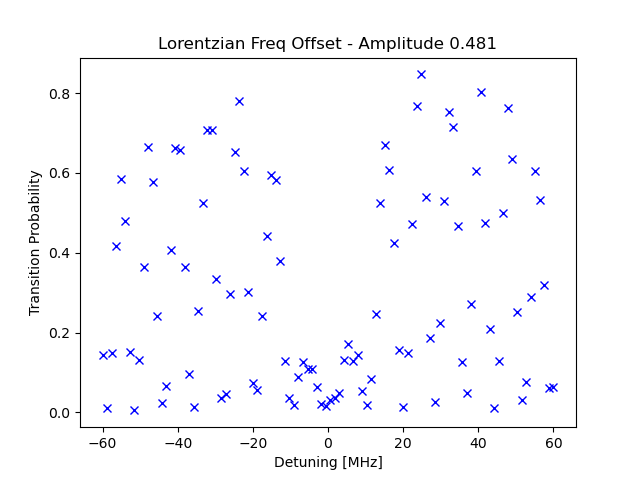 Lorentzian Freq Offset - Amplitude 0.481
Transition Probability
0.8
0.6
0.4
0.2
0.0
−60 −40 −20 0 20 40 60
Detuning [MHz]